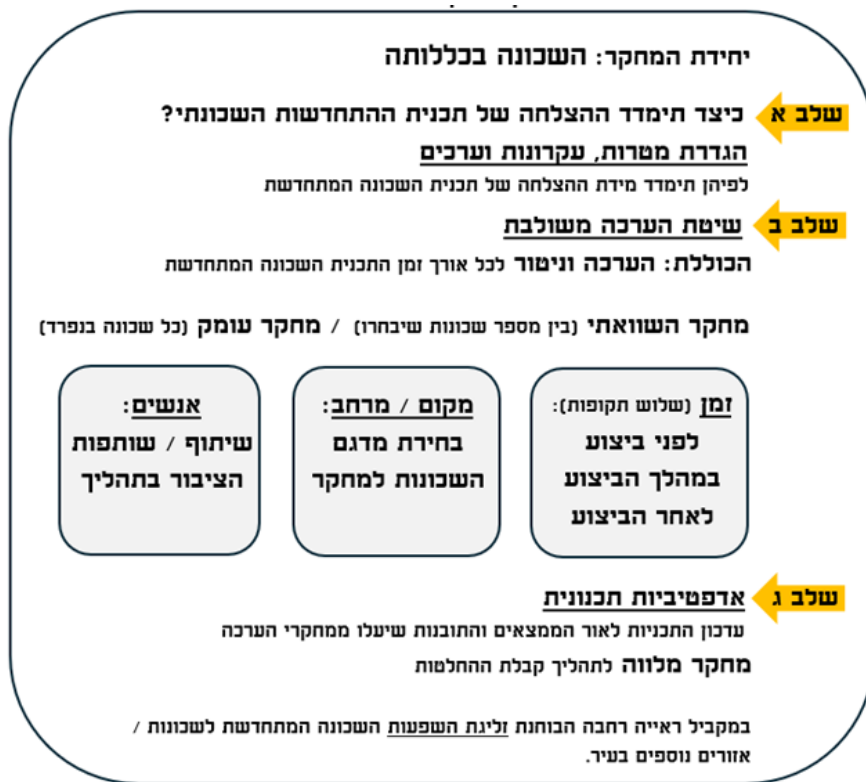 יחידת המחקר: השכונה בכללותה
שלב א
כיצד תימדד ההצלחה של תכנית ההתחדשות השכונתי?
הגדרת מטרות, עקרונות וערכים
לפיהן תימדד מידת ההצלחה של תכנית השכונה המתחדשת
שלב ב
שיטת הערכה משולבת
הכוללת: הערכה וניטור לכל אורך זמן התכנית השכונה המתחדשת
מחקר השוואתי (בין מספר שכונות שיבחרו) / מחקר עומק (כל שכונה בנפרד)
זמן (שלוש תקופות):
לפני ביצוע
במהלך הביצוע
לאחר הביצוע
מקום / מרחב:
בחירת מדגם
השכונות למחקר
אנשים:
שיתוף / שותפות
הציבור בתהליך
שלב ג
אדפטיביות תכנונית
עדכון התכניות לאור הממצאים והתובנות שיעלו ממחקרי הערכה
מחקר מלווה לתהליך קבלת ההחלטות
במקביל ראייה רחבה הבוחנת זליגת השפעות השכונה המתחדשת לשכונות /
אזורים נוספים בעיר.